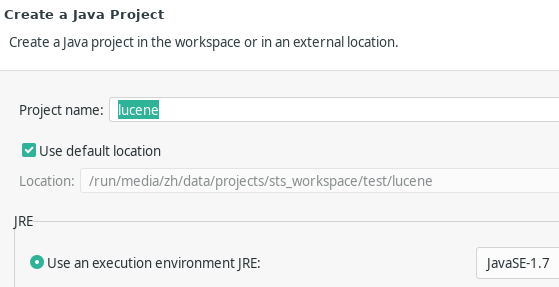 Create a Java Project
Create a Java project in the workspace or in an external location.
Project name: lucene
Use default location
Location: /run/media/zh/data/projects/sts_workspace/test/lucene
JRE
Use an execution environment JRE: JavaSE-1.7